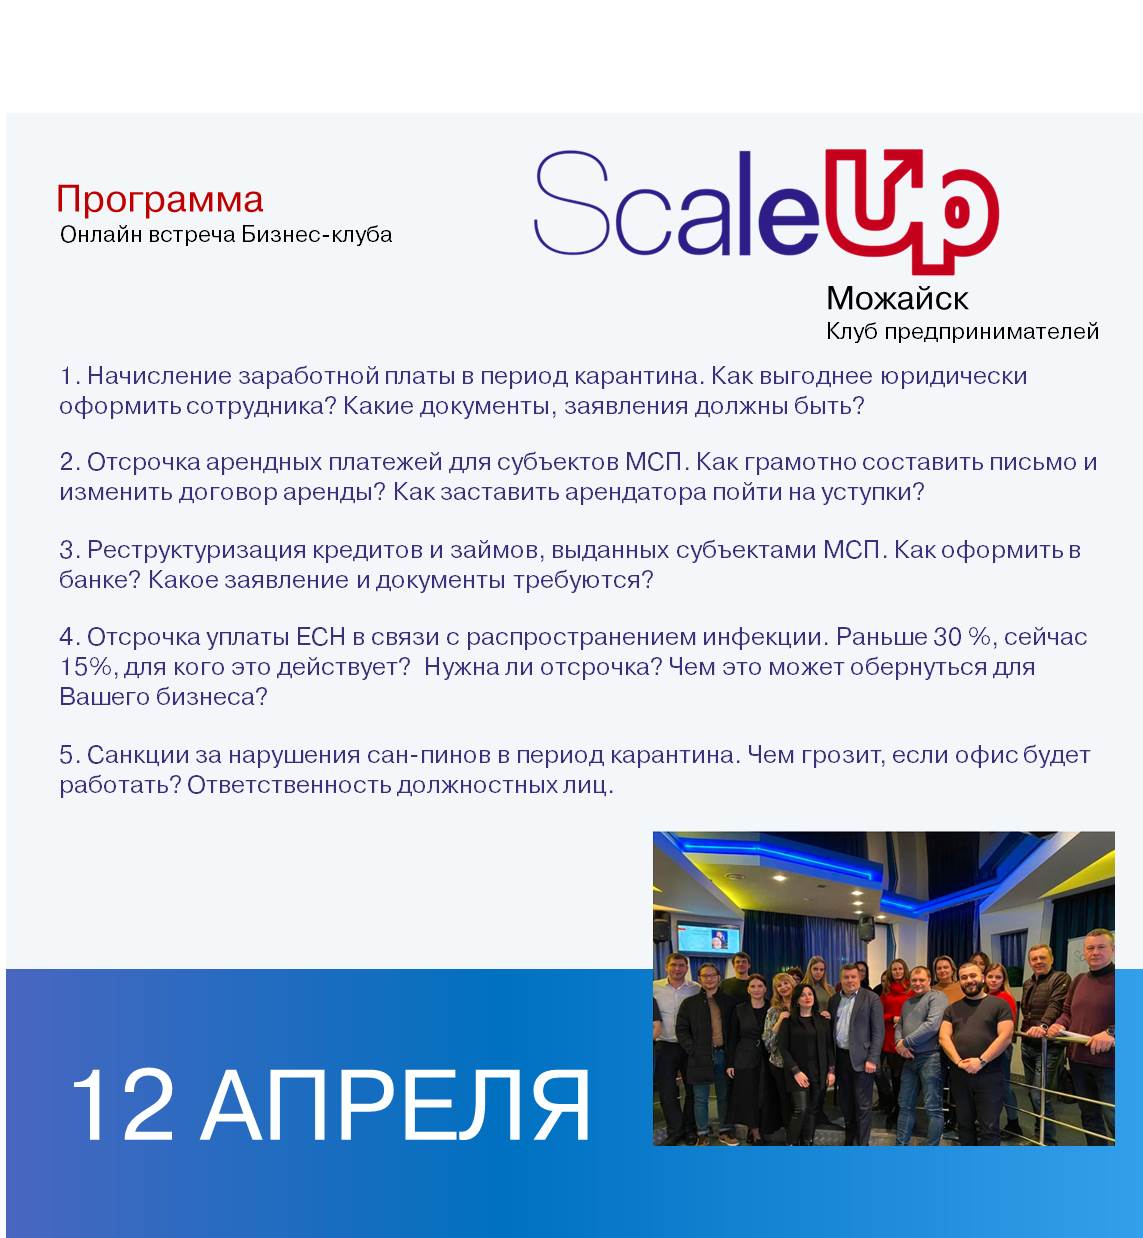 Программа
Онлайн встреча Бизнес-клуба
ScaleUp
Можайск
Клуб предпринимателей
1. Начисление заработной платы в период карантина. Как выгоднее юридически
оформить сотрудника? Какие документы, заявления должны быть?
2. Отсрочка арендных платежей для субъектов МСП. Как грамотно составить письмо и
изменить договор аренды? Как заставить арендатора пойти на уступки?
3. Реструктуризация кредитов и займов, выданных субъектами МСП. Как оформить в
банке? Какое заявление и документы требуются?
4. Отсрочка уплаты ЕСН в связи с распространением инфекции. Раньше 30 %, сейчас
15%, для кого это действует? Нужна ли отсрочка? Чем это может обернуться для
Вашего бизнеса?
5. Санкции за нарушения сан-пинов в период карантина. Чем грозит, если офис будет
работать? Ответственность должностных лиц.
12 АПРЕЛЯ